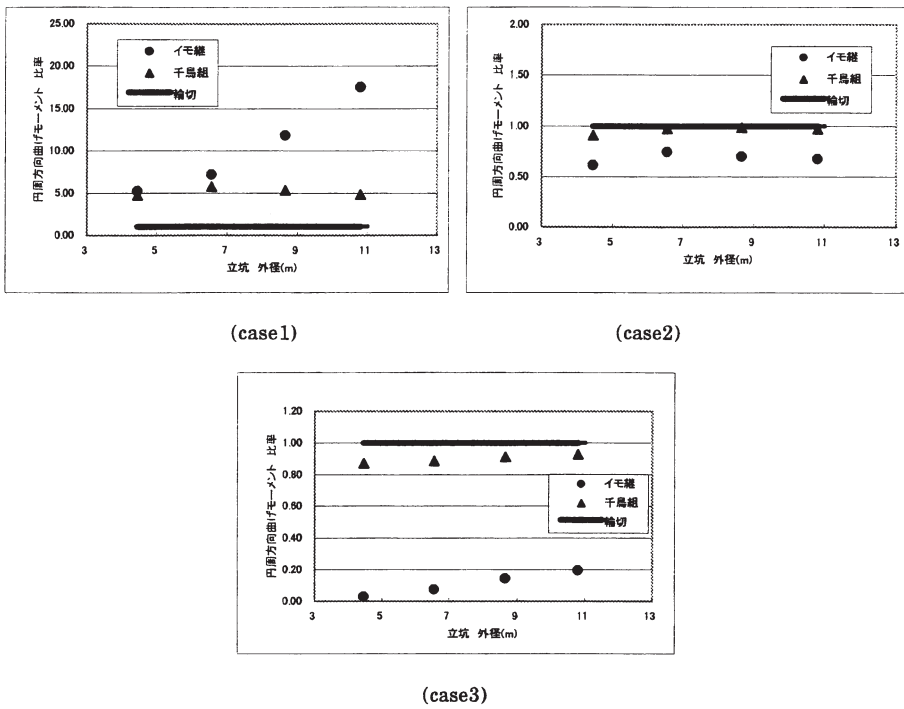 円周方向曲げモーメント 比率
25.00
20.00
15.00
10.00
5.00
0.00
イモ継
千鳥組
輪切
3 5 7 9 11 13
立坑 外径(m)
(case1)
円周方向曲げモーメント 比率
2.00
1.50
1.00
0.50
0.00
イモ継
千鳥組
輪切
3 5 7 9 11 13
立坑 外径(m)
(case2)
円周方向曲げモーメント 比率
1.20
1.00
0.80
0.60
0.40
0.20
0.00
イモ継
千鳥組
輪切
3 5 7 9 11 13
立坑 外径(m)
(case3)